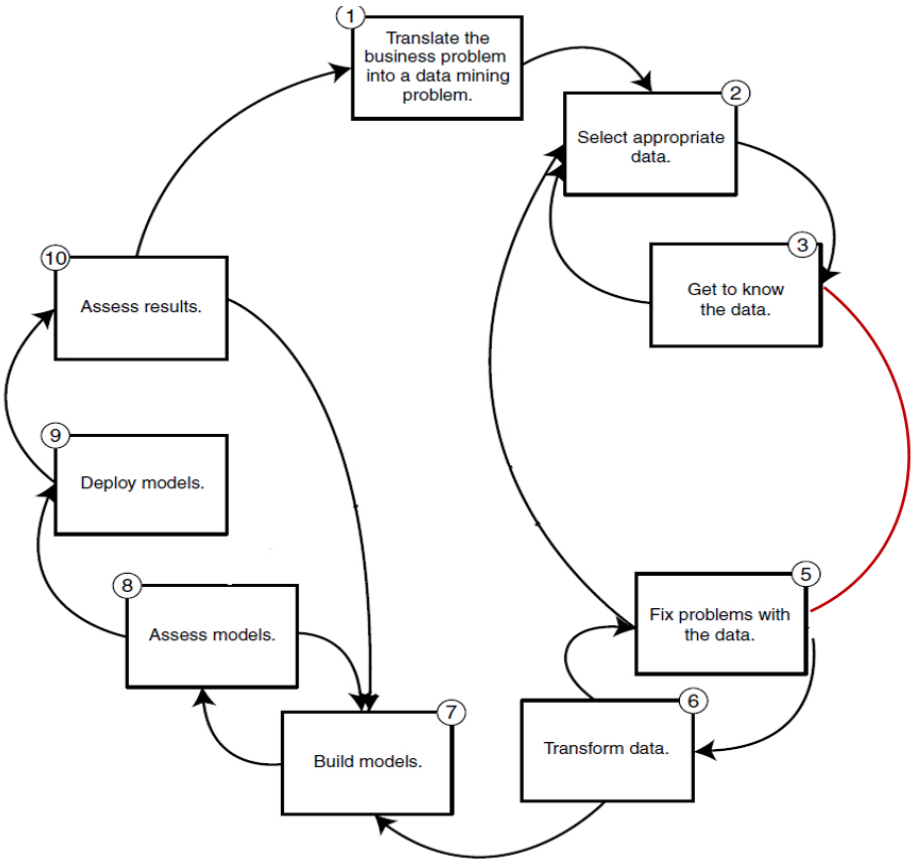 1
Translate the
business problem
into a data mining
problem.
2
Select appropriate
data.
3
Get to know
the data.
5
Fix problems with
the data.
6
Transform data.
7
Build models.
8
Assess models.
9
Deploy models.
10
Assess results.